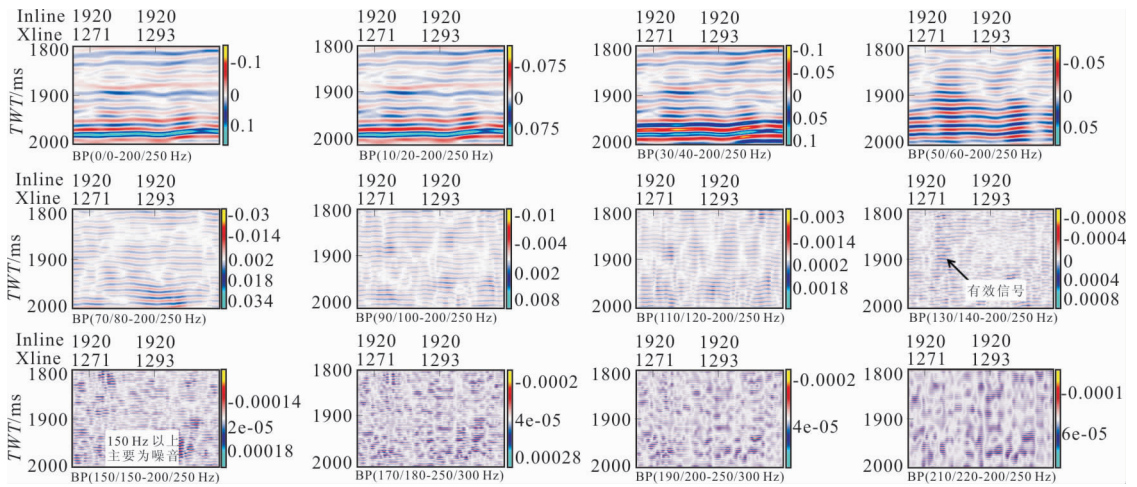 Inline 1920 1920 1920 1920 1920 1920 1920 1920
Xline 1271 1293 1271 1293 1271 1293 1271 1293
TWT/ms
1800
1900
2000
-0.1
0
0.1
BP(0/0-200/250 Hz)
1800
1900
2000
-0.075
0
0.075
BP(10/20-200/250 Hz)
1800
1900
2000
-0.1
-0.05
0
0.05
0.1
BP(30/40-200/250 Hz)
1800
1900
2000
-0.05
0
0.05
BP(50/60-200/250 Hz)
Inline 1920 1920 1920 1920 1920 1920 1920 1920
Xline 1271 1293 1271 1293 1271 1293 1271 1293
TWT/ms
1800
1900
2000
-0.03
-0.014
0.002
0.018
0.034
BP(70/80-200/250 Hz)
1800
1900
2000
-0.01
-0.004
0.002
0.008
BP(90/100-200/250 Hz)
1800
1900
2000
-0.003
-0.0014
0.0002
0.0018
BP(110/120-200/250 Hz)
1800
1900
2000
有效信号
-0.0008
-0.0004
0
0.0004
0.0008
BP(130/140-200/250 Hz)
Inline 1920 1920 1920 1920 1920 1920 1920 1920
Xline 1271 1293 1271 1293 1271 1293 1271 1293
TWT/ms
1800
1900
2000
150 Hz 以上
主要为噪音
-0.00014
2e-05
0.00018
BP(150/150-200/250 Hz)
1800
1900
2000
-0.0002
4e-05
0.00028
BP(170/180-250/300 Hz)
1800
1900
2000
-0.0002
4e-05
BP(190/200-250/300 Hz)
1800
1900
2000
-0.0001
6e-05
BP(210/220-200/250 Hz)